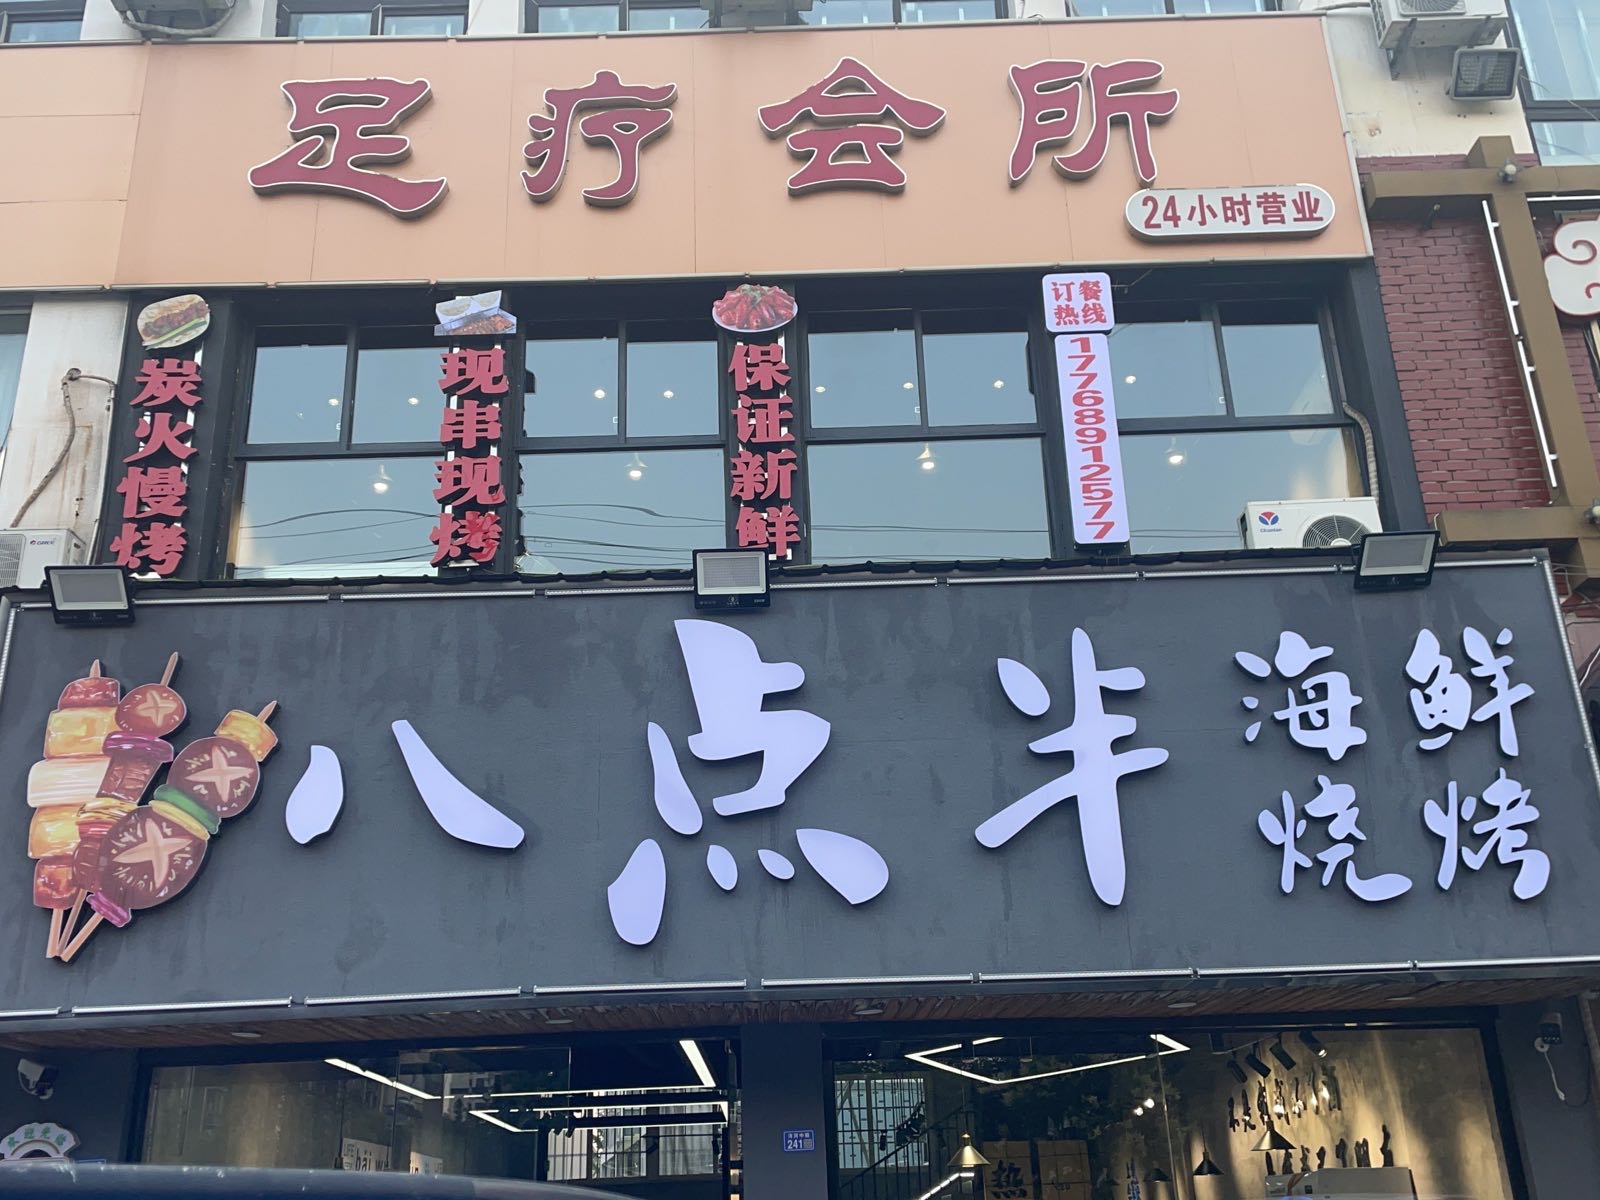 足疗会所
24小时营业
炭火慢烤
现串现烤
保证新鲜
订餐
热线
17768912577
八点半
海鲜
烧烤
241
热